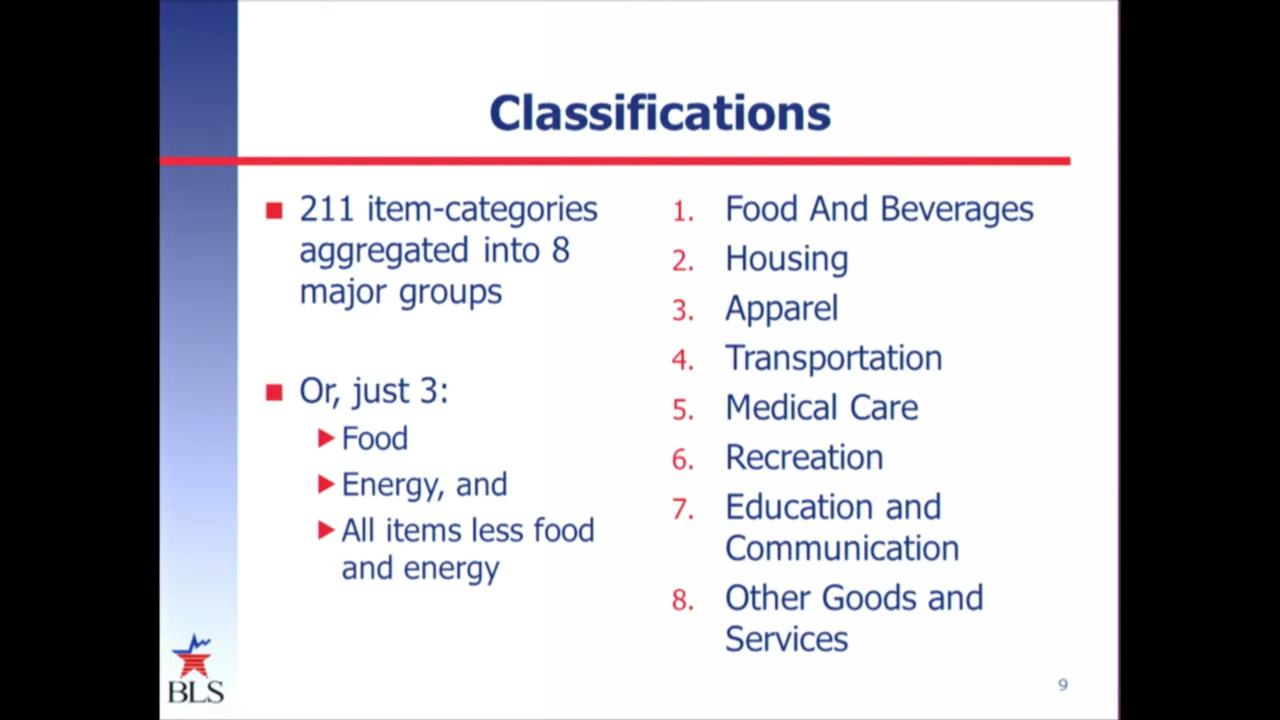 Classifications
211 item-categories
aggregated into 8
major groups
Or, just 3:
Food
Energy, and
All items less food
and energy
1. Food And Beverages
2. Housing
3. Apparel
4. Transportation
5. Medical Care
6. Recreation
7. Education and
Communication
8. Other Goods and
Services
BLS
9